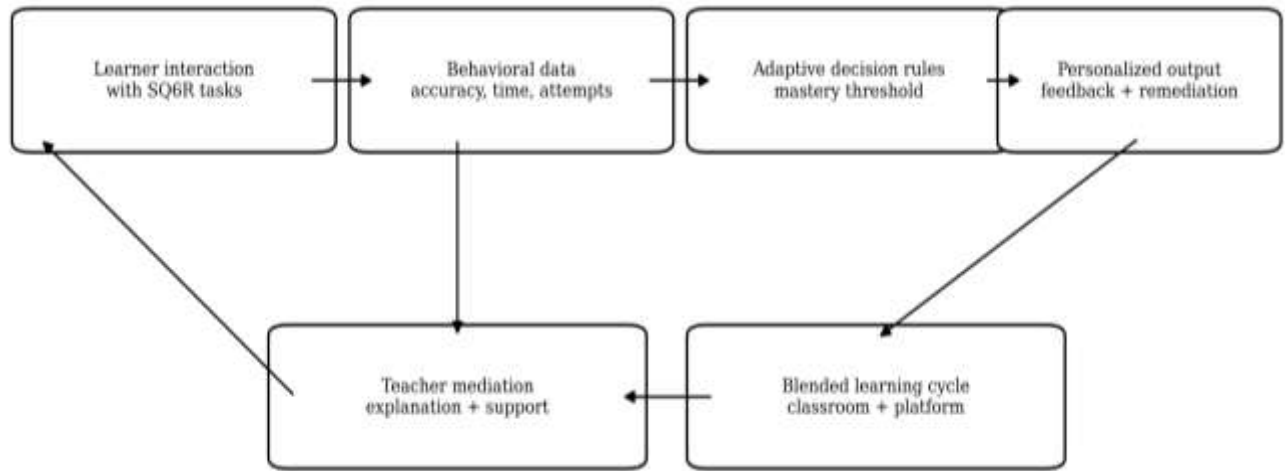 Learner interaction
with SQ6R tasks
Behavioral data
accuracy, time, attempts
Adaptive decision rules
mastery threshold
Personalized output
feedback + remediation
Teacher mediation
explanation + support
Blended learning cycle
classroom + platform